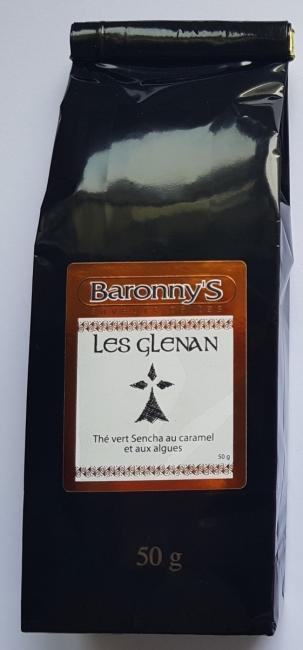 Baronny'S
LES GLENAN
Thé vert Sencha au caramel
et aux algues
50 g
50 g